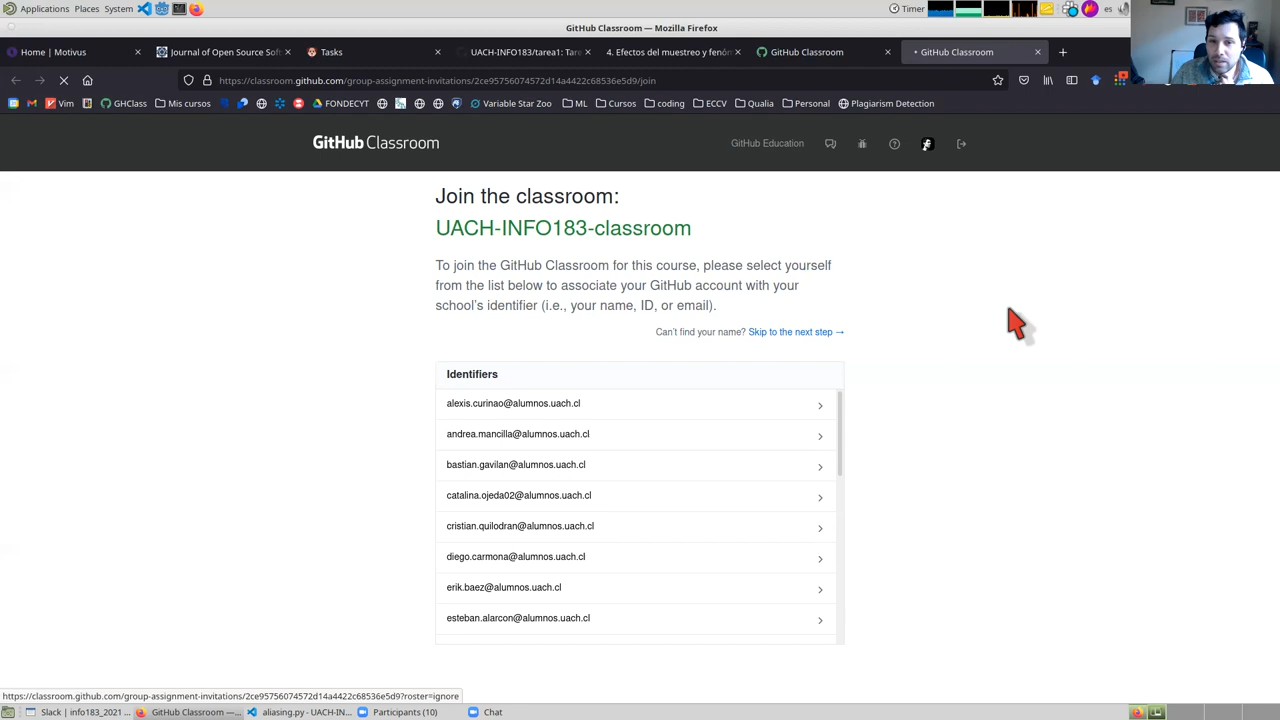 Applications Places System
Timer
es
GitHub Classroom — Mozilla Firefox
Home | Motivus
Journal of Open Source Sof
Tasks
UACH-INFO183-tarea1: Tare
4. Efectos del muestreo y fenóm
GitHub Classroom
GitHub Classroom
https://classroom.github.com/group-assignment-invitations/2ce95756074572d14a4422c68536e5d9/join
Vim
GHClass
Mis cursos
FONDECYT
Variable Star Zoo
ML
Cursos
coding
ECCV
Qualia
Personal
Plagiarism Detection
GitHub Classroom
GitHub Education
Join the classroom:
UACH-INFO183-classroom
To join the GitHub Classroom for this course, please select yourself
from the list below to associate your GitHub account with your
school's identifier (i.e., your name, ID, or email).
Can't find your name? Skip to the next step →
Identifiers
alexis.curinao@alumnos.uach.cl
andrea.mancilla@alumnos.uach.cl
bastian.gavilan@alumnos.uach.cl
catalina.ojeda02@alumnos.uach.cl
cristian.quilodran@alumnos.uach.cl
diego.carmona@alumnos.uach.cl
erik.baez@alumnos.uach.cl
esteban.alarcon@alumnos.uach.cl
https://classroom.github.com/group-assignment-invitations/2ce95756074572d14a4422c68536e5d9?roster=ignore
Slack | info183_2021 ...
GitHub Classroom —...
aliasing.py - UACH-IN...
Participants (10)
Chat